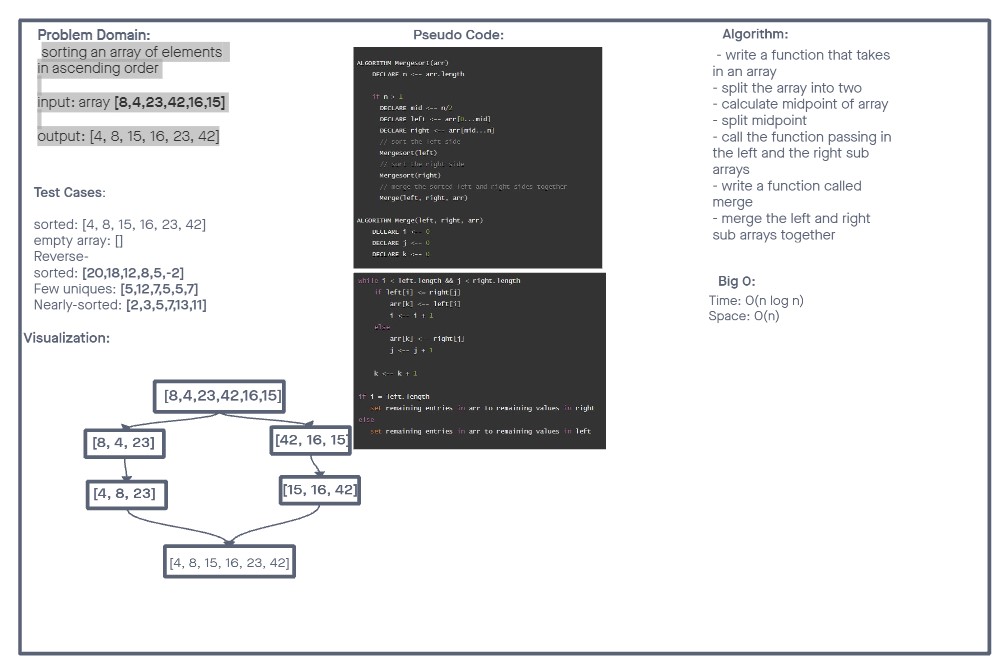 Problem Domain:
sorting an array of elements
in ascending order
input: array [8,4,23,42,16,15]
output: [4, 8, 15, 16, 23, 42]
Test Cases:
sorted: [4, 8, 15, 16, 23, 42]
empty array: []
Reverse-
sorted: [20,18,12,8,5,-2]
Few uniques: [5,12,7,5,5,7]
Nearly-sorted: [2,3,5,7,13,11]
Visualization:
[8,4,23,42,16,15]
[8, 4, 23]
[42, 16, 15]
[4, 8, 23]
[15, 16, 42]
[4, 8, 15, 16, 23, 42]
Pseudo Code:
ALGORITHM Mergesort(arr)
DECLARE n <-- arr.length
if n > 1
DECLARE mid <-- n/2
DECLARE left <-- arr[0...mid]
DECLARE right <-- arr[mid...n]
// sort the left side
Mergesort(left)
// sort the right side
Mergesort(right)
// merge the sorted left and right sides together
Merge(left, right, arr)
ALGORITHM Merge(left, right, arr)
DECLARE i <-- 0
DECLARE j <-- 0
DECLARE k <-- 0
while i < left.length && j < right.length
if left[i] <= right[j]
arr[k] <-- left[i]
i <-- i + 1
else
arr[k] <-- right[j]
j <-- j + 1
k <-- k + 1
if i = left.length
set remaining entries in arr to remaining values in right
else
set remaining entries in arr to remaining values in left
Algorithm:
- write a function that takes
in an array
- split the array into two
- calculate midpoint of array
- split midpoint
- call the function passing in
the left and the right sub
arrays
- write a function called
merge
- merge the left and right
sub arrays together
Big O:
Time: O(n log n)
Space: O(n)